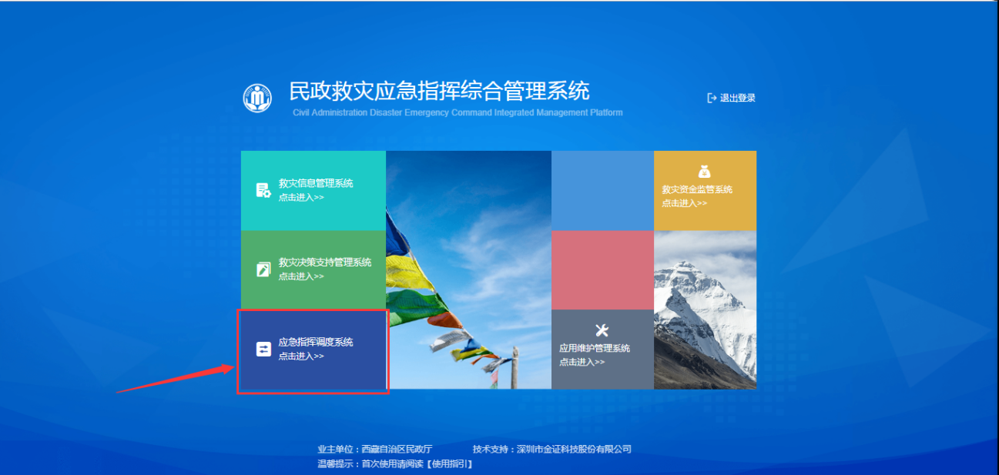 民政救灾应急指挥综合管理系统
Civil Administration Disaster Emergency Command Integrated Management Platform
退出登录
救灾信息管理系统
点击进入>>
救灾资金监管系统
点击进入>>
救灾决策支持管理系统
点击进入>>
应急指挥调度系统
点击进入>>
应用维护管理系统
点击进入>>
业主单位：西藏自治区民政厅 技术支持：深圳市金证科技股份有限公司
温馨提示：首次使用请阅读【使用指引】